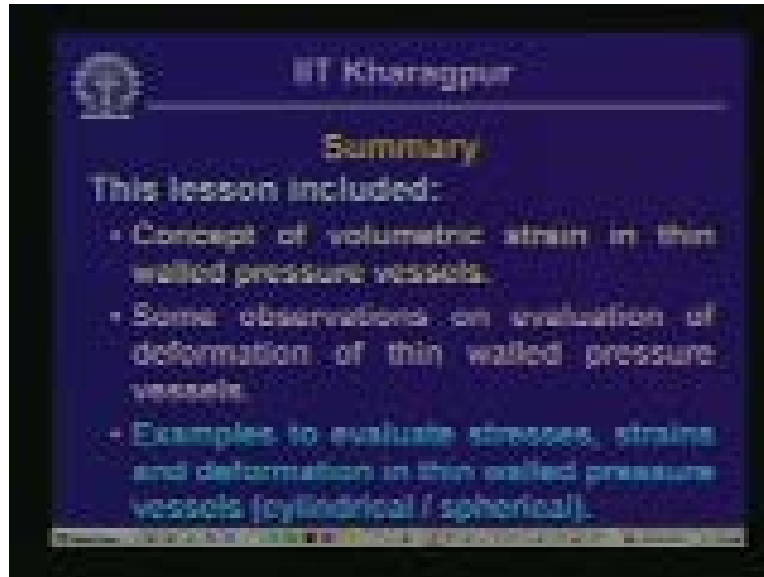 IIT Kharagpur
Summary
This lesson included:
• Concept of volumetric strain in thin
walled pressure vessels.
• Some observations on evaluation of
deformation of thin walled pressure
vessels.
• Examples to evaluate stresses, strains
and deformation in thin walled pressure
vessels (cylindrical / spherical).